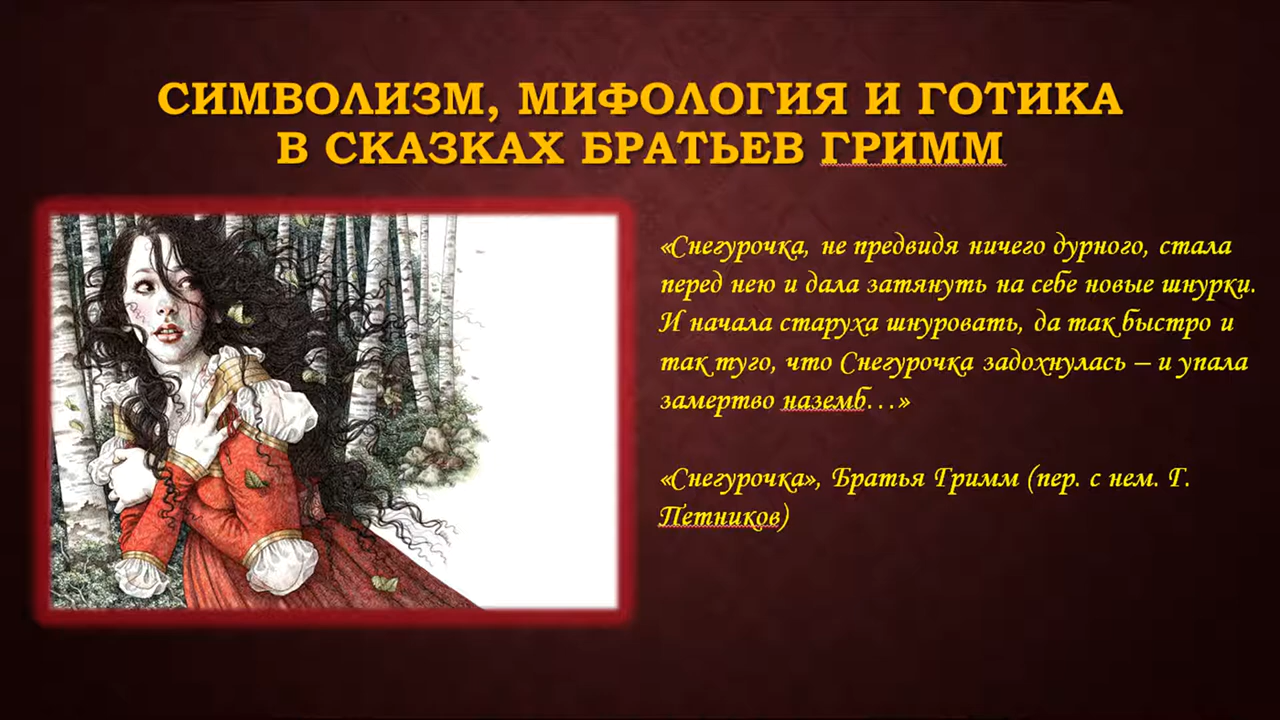 СИМВОЛИЗМ, МИФОЛОГИЯ И ГОТИКА
В СКАЗКАХ БРАТЬЕВ ГРИММ
«Снегурочка, не предвидя ничего дурного, стала
перед нею и дала затянуть на себе новые шнурки.
И начала старуха шнуровать, да так быстро и
так туго, что Снегурочка задохнулась – и упала
замертво наземб…»
«Снегурочка», Братья Гримм (пер. с нем. Г.
Петников)